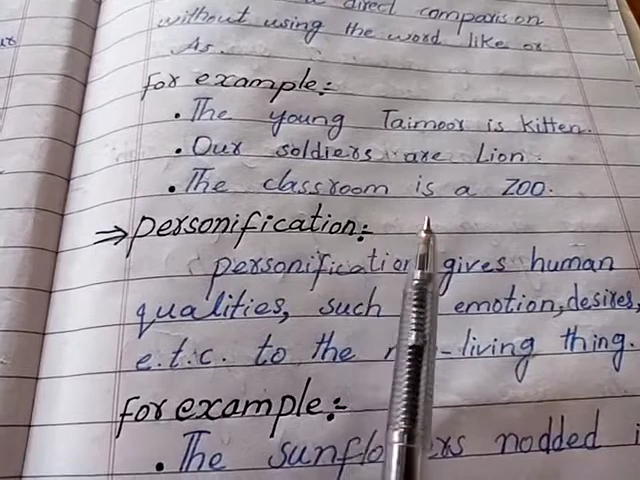 direct comparison
without using the word like or
As.
for example:-
. The young Taimoor is kitten.
. Our soldiers are Lion.
. The classroom is a ZOO.
⇒ personification:-
personification gives human
qualities, such emotion, desires,
e.t.c. to the -living thing.
for example:-
. The nodded